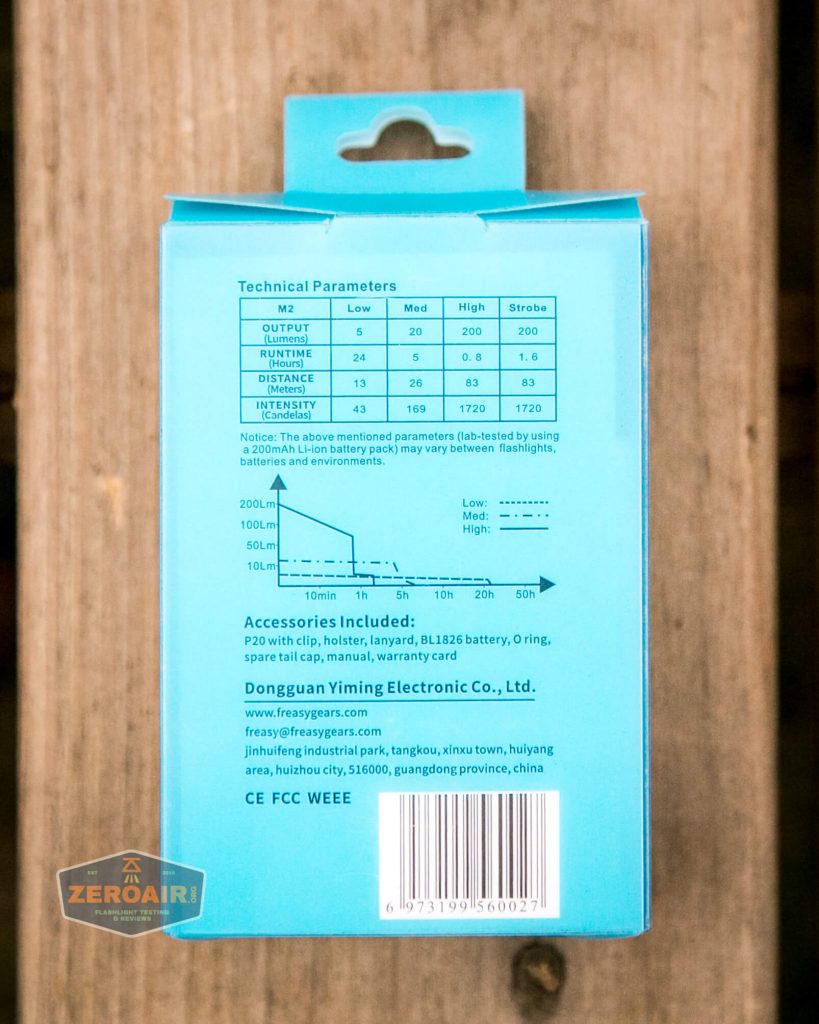 Technical Parameters
M2 Low Med High Strobe
OUTPUT (Lumens) 5 20 200 200
RUNTIME (Hours) 24 5 0.8 1.6
DISTANCE (Meters) 13 26 83 83
INTENSITY (Candelas) 43 169 1720 1720
Notice: The above mentioned parameters (lab-tested by using
a 200mAh Li-ion battery pack) may vary between flashlights,
batteries and environments.
200Lm
100Lm
50Lm
10Lm
Low:
Med:
High:
10min 1h 5h 10h 20h 50h
Accessories Included:
P20 with clip, holster, lanyard, BL1826 battery, O ring,
spare tail cap, manual, warranty card
Dongguan Yiming Electronic Co., Ltd.
www.freasygears.com
freasy@freasygears.com
jinhuifeng industrial park, tangkou, xinxu town, huiyang
area, huizhou city, 516000, guangdong province, china
CE FCC WEEE
6 973199 560027
EST
ZEROAIR.ORG
FLASHLIGHT TESTING
& REVIEWS